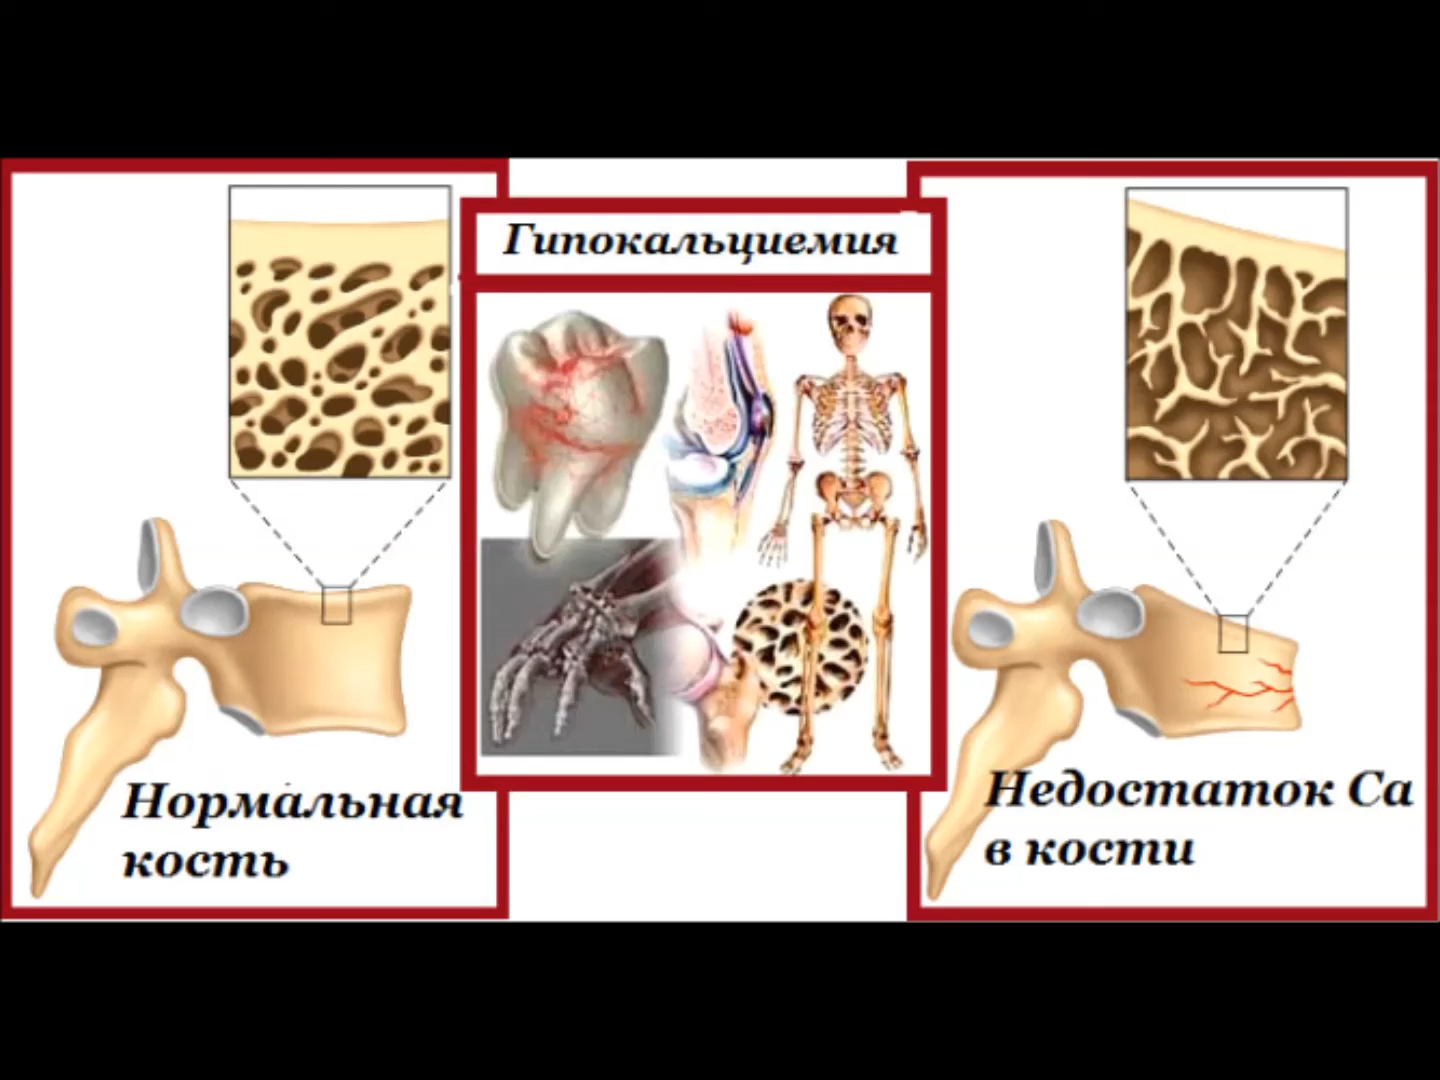 Гипокальциемия
Нормальная
кость
Недостаток Са
в кости